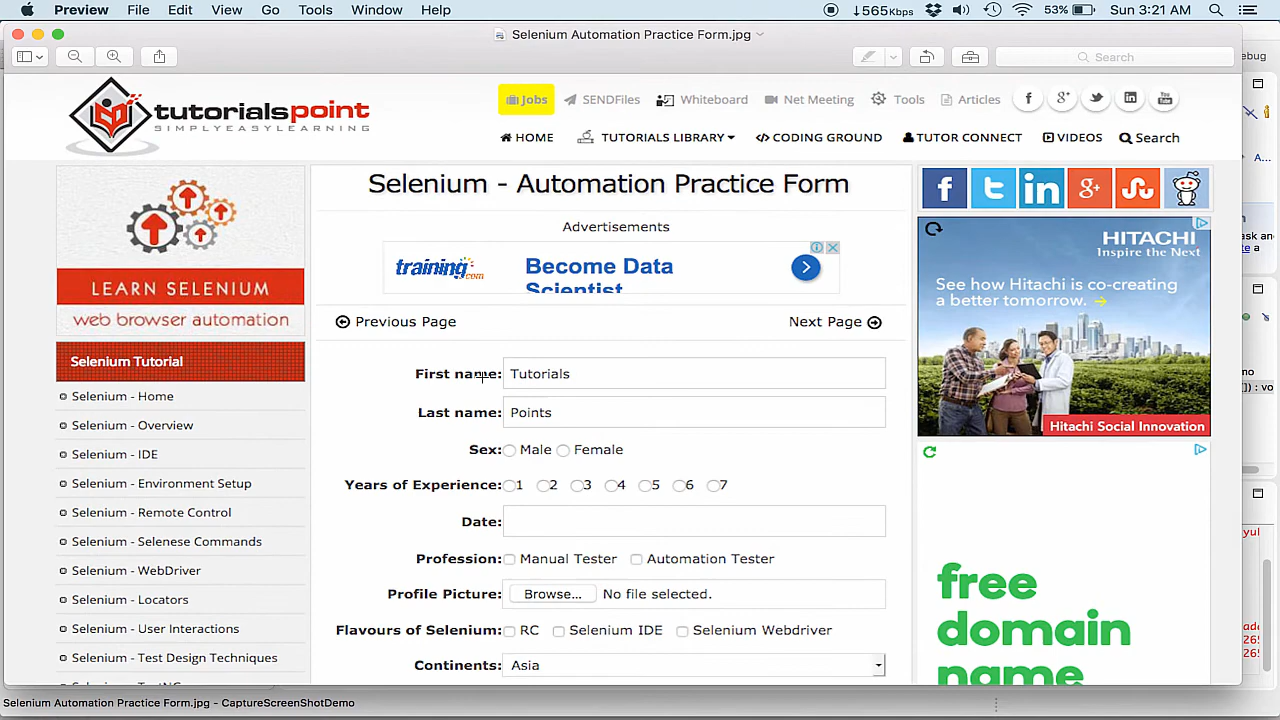 Preview File Edit View Go Tools Window Help 565Kbps 53% Sun 3:21 AM
Selenium Automation Practice Form.jpg
Search
ebug
tutorialspoint
SIMPLYEASYLEARNING
Jobs SENDFiles Whiteboard Net Meeting Tools Articles
HOME TUTORIALS LIBRARY CODING GROUND TUTOR CONNECT VIDEOS Search
LEARN SELENIUM
web browser automation
Selenium Tutorial
Selenium - Home
Selenium - Overview
Selenium - IDE
Selenium - Environment Setup
Selenium - Remote Control
Selenium - Selenese Commands
Selenium - WebDriver
Selenium - Locators
Selenium - User Interactions
Selenium - Test Design Techniques
Selenium - Automation Practice Form
Advertisements
training.com
Become Data
Scientist
Previous Page Next Page
First name: Tutorials
Last name: Points
Sex: Male Female
Years of Experience: 1 2 3 4 5 6 7
Date:
Profession: Manual Tester Automation Tester
Profile Picture: Browse... No file selected.
Flavours of Selenium: RC Selenium IDE Selenium Webdriver
Continents: Asia
HITACHI
Inspire the Next
See how Hitachi is co-creating
a better tomorrow.
Hitachi Social Innovation
free
domain
name
Selenium Automation Practice Form.jpg - CaptureScreenShotDemo